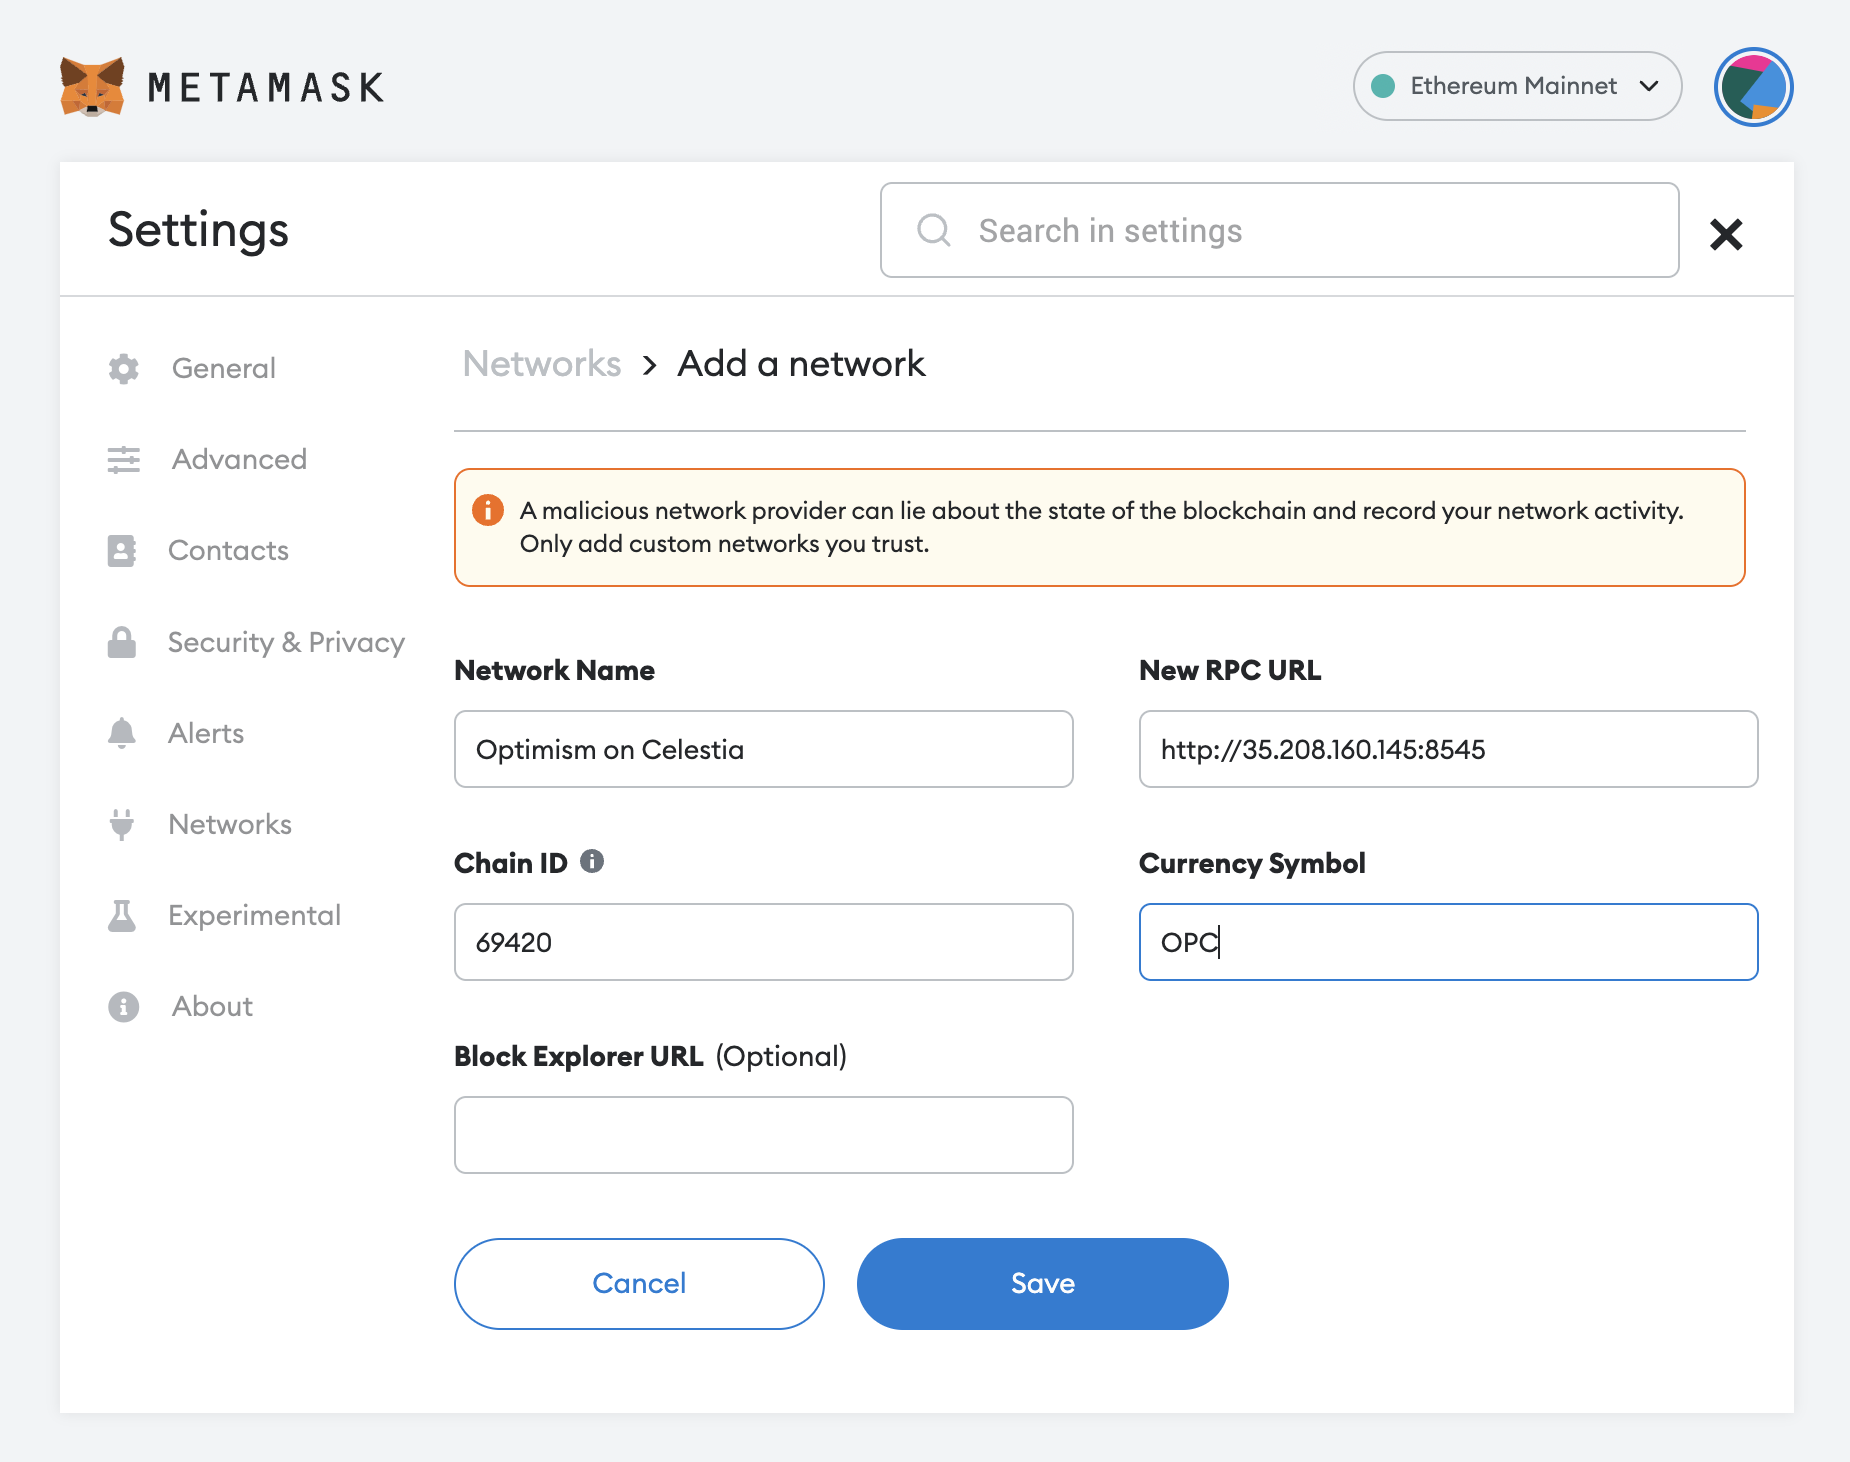 METAMASK
Ethereum Mainnet
Settings
Search in settings
General
Advanced
Contacts
Security & Privacy
Alerts
Networks
Experimental
About
Networks > Add a network
A malicious network provider can lie about the state of the blockchain and record your network activity.
Only add custom networks you trust.
Network Name
Optimism on Celestia
New RPC URL
http://35.208.160.145:8545
Chain ID
69420
Currency Symbol
OPC
Block Explorer URL (Optional)
Cancel
Save